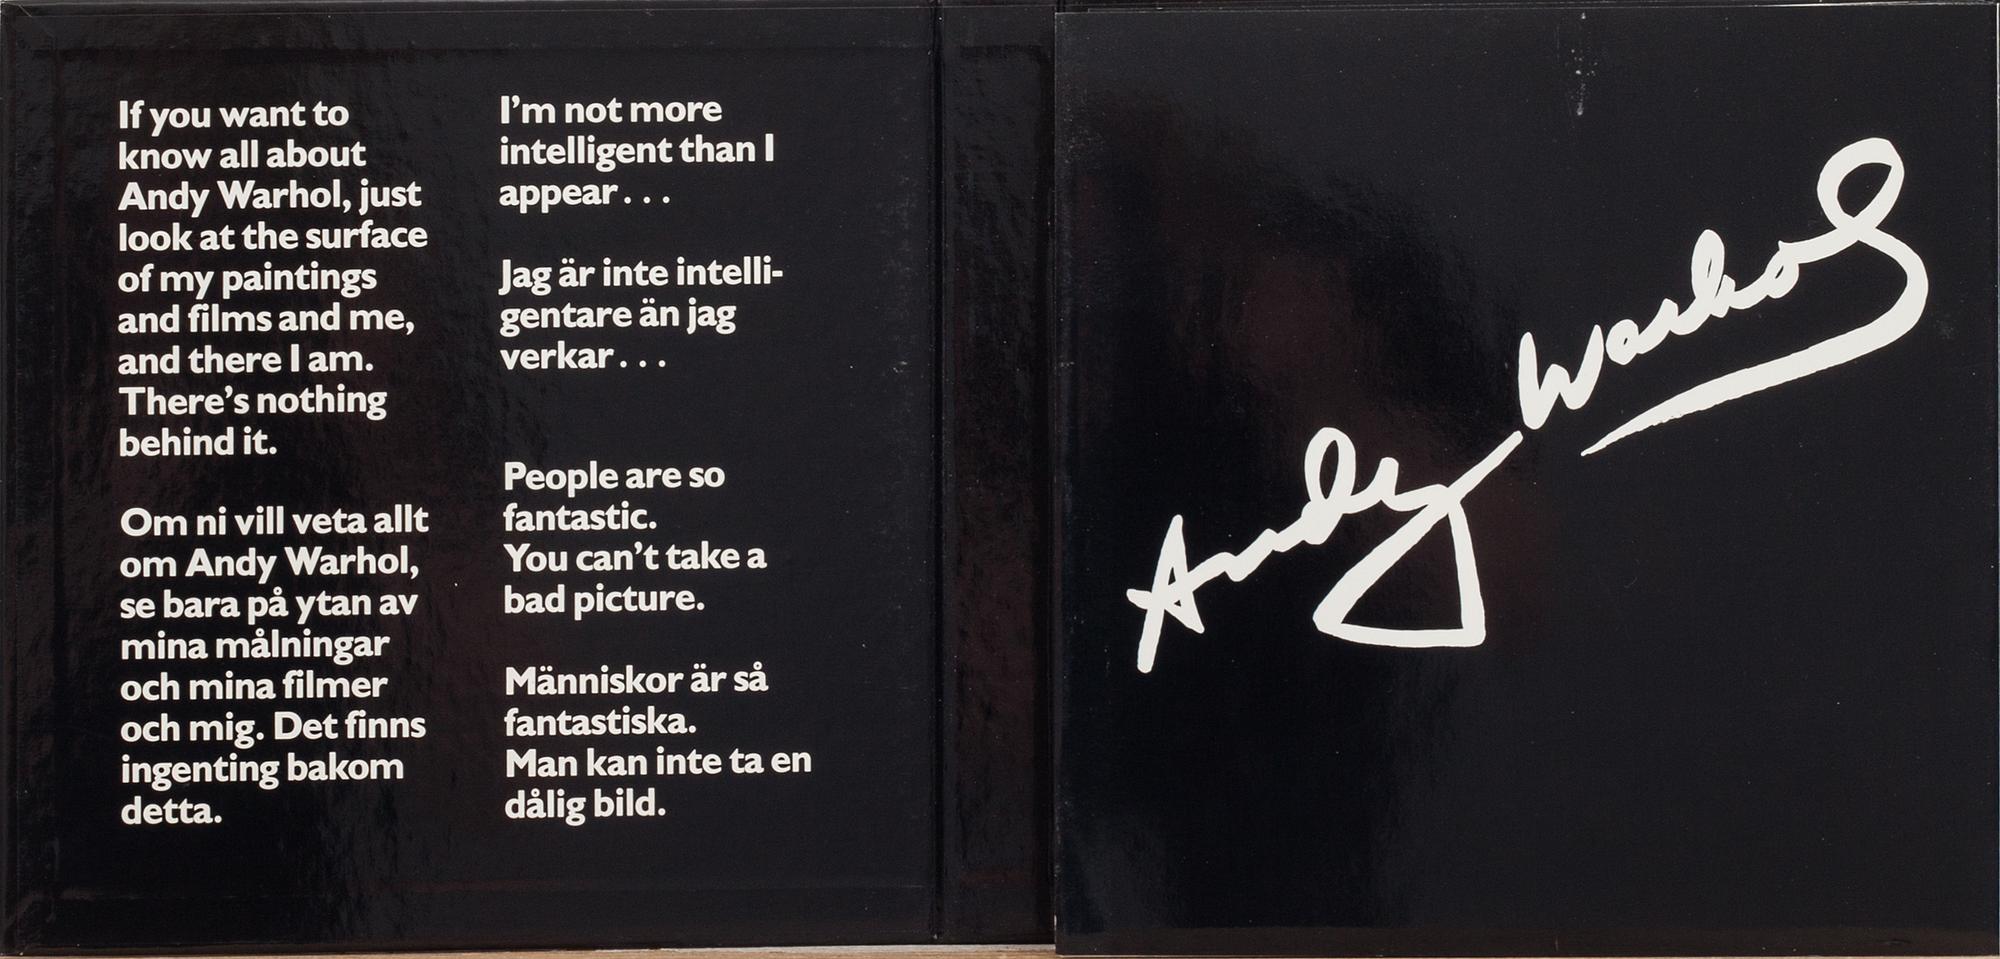 If you want to
know all about
Andy Warhol, just
look at the surface
of my paintings
and films and me,
and there I am.
There's nothing
behind it.
Om ni vill veta allt
om Andy Warhol,
se bara på ytan av
mina målningar
och mina filmer
och mig. Det finns
ingenting bakom
detta.
I'm not more
intelligent than I
appear . . .
Jag är inte intelli-
gentare än jag
verkar . . .
People are so
fantastic.
You can't take a
bad picture.
Människor är så
fantastiska.
Man kan inte ta en
dålig bild.
Andy Warhol